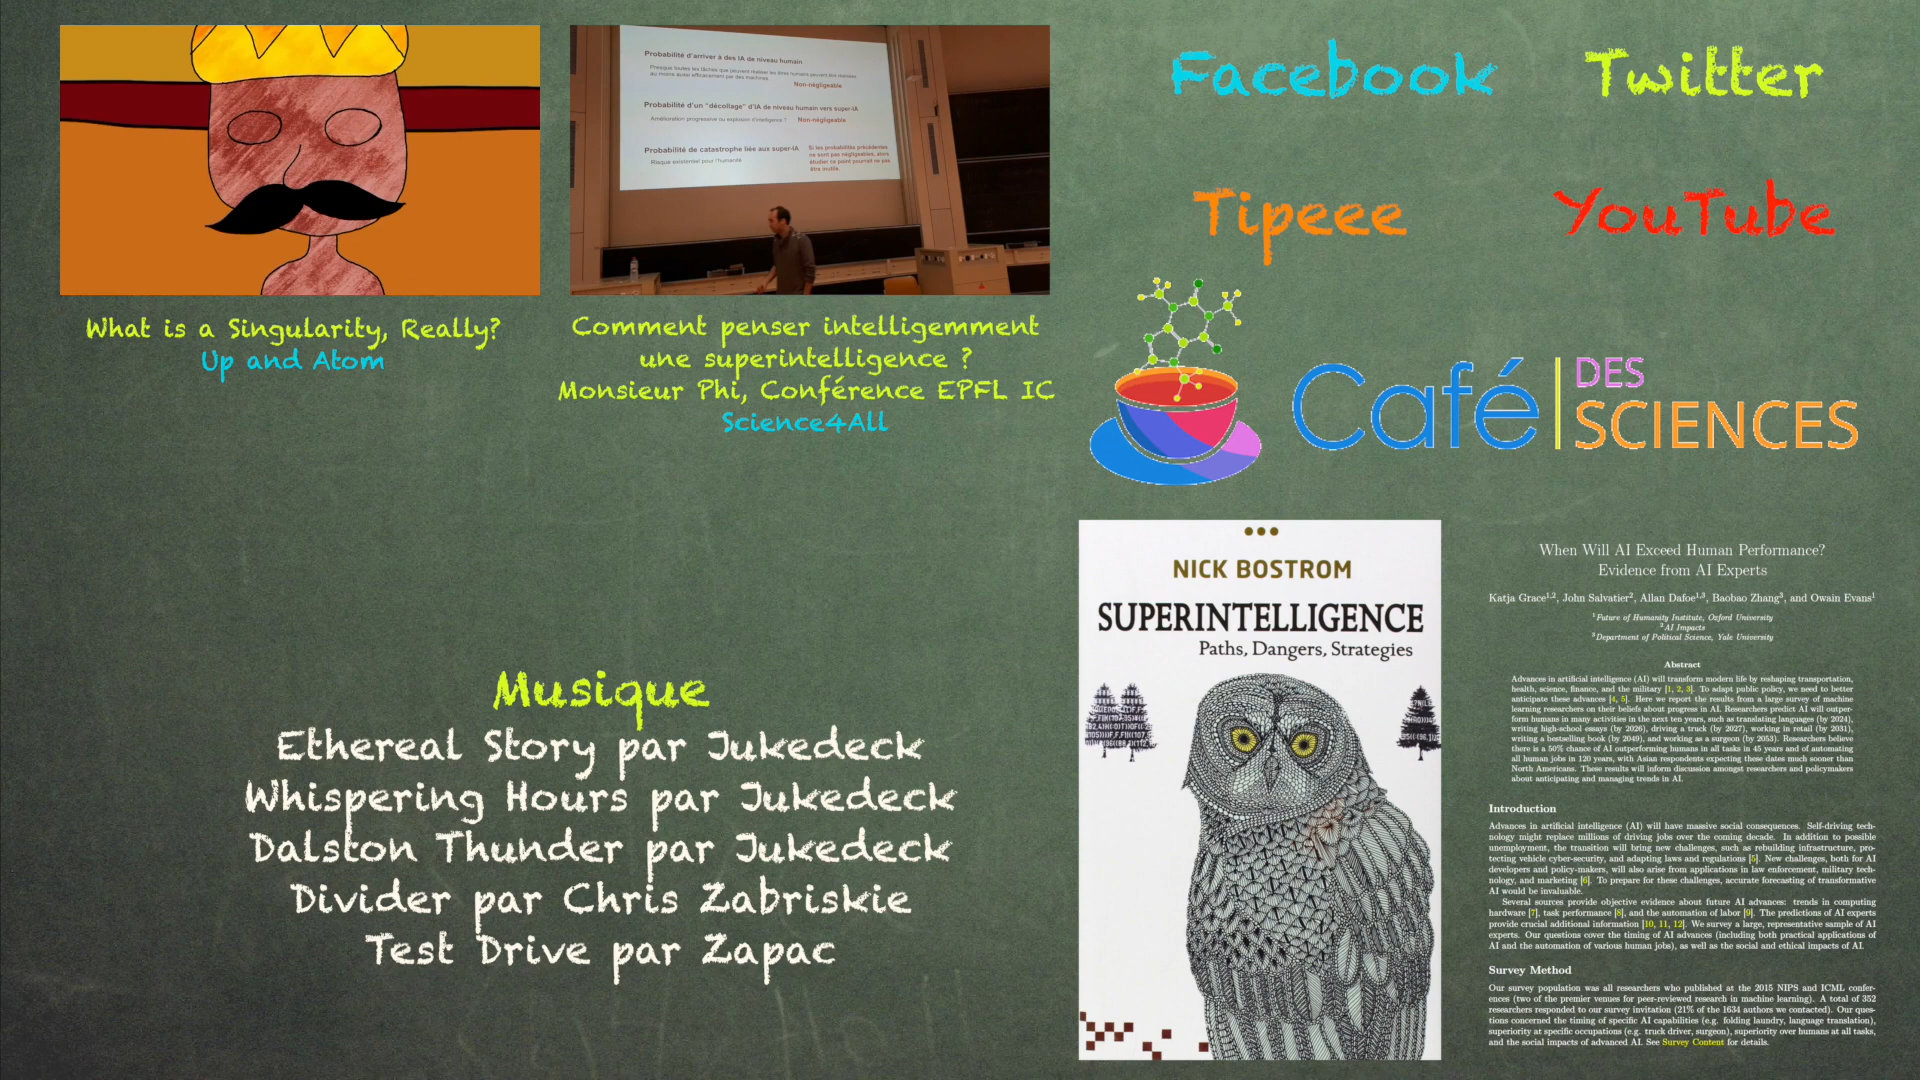 Probabilité d'arriver à des IA de niveau humain
Presque toutes les tâches que peuvent réaliser les êtres humains peuvent être réalisées
au moins aussi efficacement par des machines.
Non-négligeable
Probabilité d'un "décollage" d'IA de niveau humain vers super-IA
Amélioration progressive ou explosion d'intelligence ? Non-négligeable
Probabilité de catastrophe liée aux super-IA
Risque existentiel pour l'humanité
Si les probabilités précédentes
ne sont pas négligeables, alors
étudier ce point pourrait ne pas
être inutile.
What is a Singularity, Really?
Up and Atom
Comment penser intelligemment
une superintelligence ?
Monsieur Phi, Conférence EPFL IC
Science4All
Facebook
Twitter
Tipeee
YouTube
Café DES
SCIENCES
Musique
Ethereal Story par Jukedeck
Whispering Hours par Jukedeck
Dalston Thunder par Jukedeck
Divider par Chris Zabriskie
Test Drive par Zapac
NICK BOSTROM
SUPERINTELLIGENCE
Paths, Dangers, Strategies
When Will AI Exceed Human Performance?
Evidence from AI Experts
Katja Grace1,2, John Salvatier2, Allan Dafoe1,3, Baobao Zhang3, and Owain Evans1
1Future of Humanity Institute, Oxford University
2AI Impacts
3Department of Political Science, Yale University
Abstract
Advances in artificial intelligence (AI) will transform modern life by reshaping transportation,
health, science, finance, and the military [1, 2, 3]. To adapt public policy, we need to better
anticipate these advances [4, 5]. Here we report the results from a large survey of machine
learning researchers on their beliefs about progress in AI. Researchers predict AI will outper-
form humans in many activities in the next ten years, such as translating languages (by 2024),
writing high-school essays (by 2026), driving a truck (by 2027), working in retail (by 2031),
writing a bestselling book (by 2049), and working as a surgeon (by 2053). Researchers believe
there is a 50% chance of AI outperforming humans in all tasks in 45 years and of automating
all human jobs in 120 years, with Asian respondents expecting these dates much sooner than
North Americans. These results will inform discussion amongst researchers and policymakers
about anticipating and managing trends in AI.
Introduction
Advances in artificial intelligence (AI) will have massive social consequences. Self-driving tech-
nology might replace millions of driving jobs over the coming decade. In addition to possible
unemployment, the transition will bring new challenges, such as rebuilding infrastructure, pro-
tecting vehicle cyber-security, and adapting laws and regulations [5]. New challenges, both for AI
developers and policy-makers, will also arise from applications in law enforcement, military tech-
nology, and marketing [6]. To prepare for these challenges, accurate forecasting of transformative
AI would be invaluable.
Several sources provide objective evidence about future AI advances: trends in computing
hardware [7], task performance [8], and the automation of labor [9]. The predictions of AI experts
provide crucial additional information [10, 11, 12]. We survey a large, representative sample of AI
experts. Our questions cover the timing of AI advances (including both practical applications of
AI and the automation of various human jobs), as well as the social and ethical impacts of AI.
Survey Method
Our survey population was all researchers who published at the 2015 NIPS and ICML confer-
ences (two of the premier venues for peer-reviewed research in machine learning). A total of 352
researchers responded to our survey invitation (21% of the 1634 authors we contacted). Our ques-
tions concerned the timing of specific AI capabilities (e.g. folding laundry, language translation),
superiority at specific occupations (e.g. truck driver, surgeon), superiority over humans at all tasks,
and the social impacts of advanced AI. See Survey Content for details.